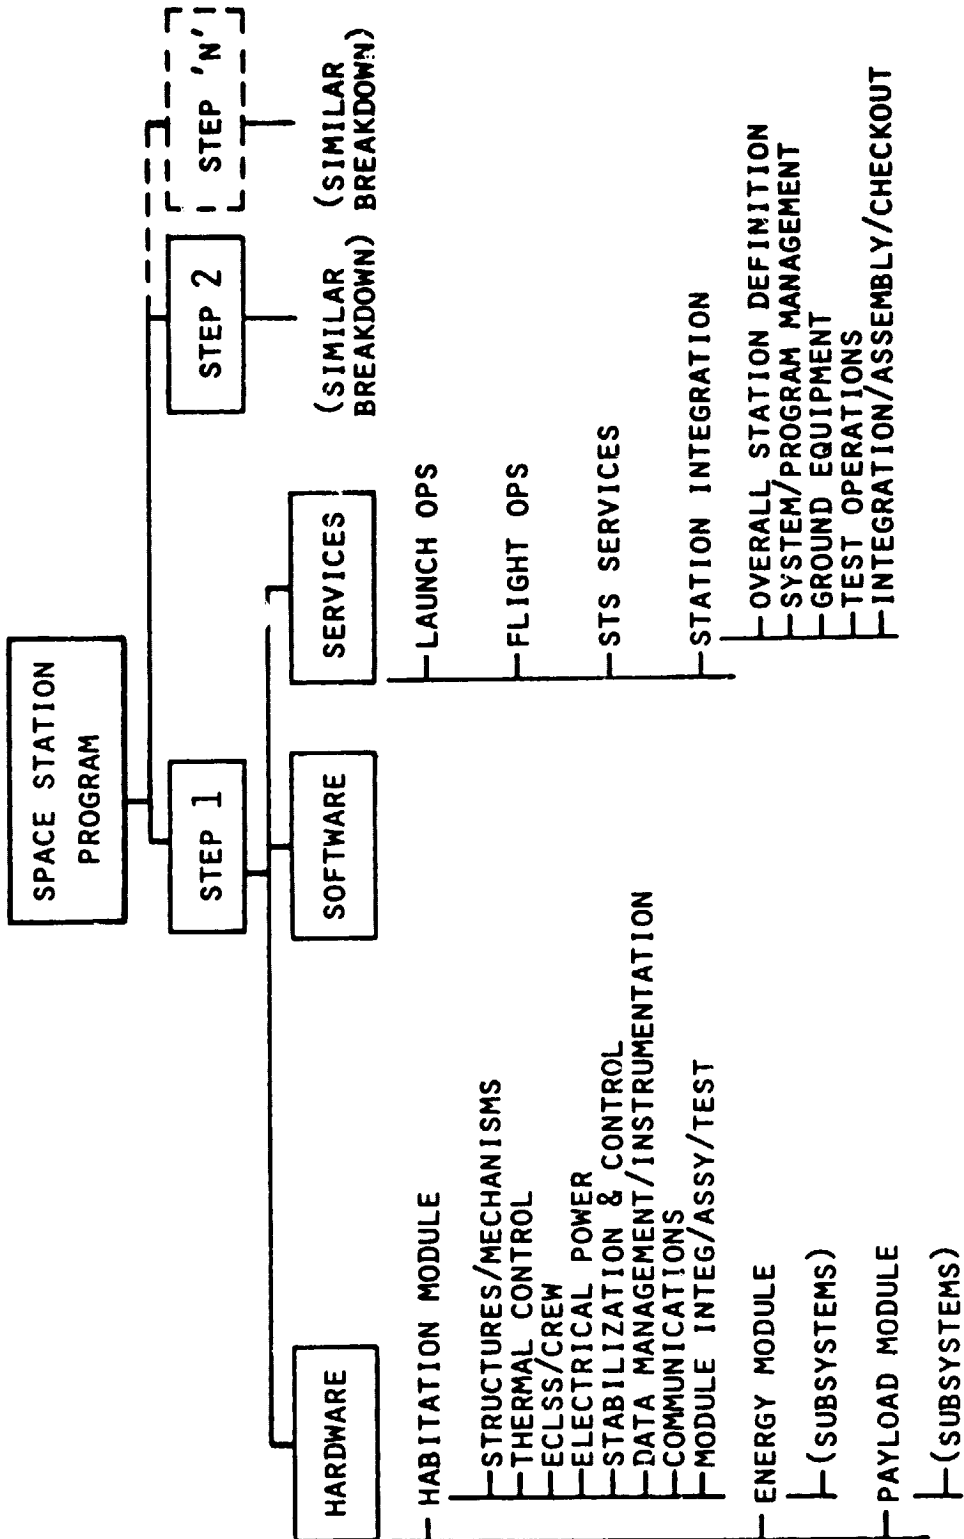 SPACE STATION
PROGRAM
STEP 1
STEP 2
STEP 'N'
(SIMILAR
BREAKDOWN)
(SIMILAR
BREAKDOWN)
HARDWARE
SOFTWARE
SERVICES
HABITATION MODULE
STRUCTURES/MECHANISMS
THERMAL CONTROL
ECLSS/CREW
ELECTRICAL POWER
STABILIZATION & CONTROL
DATA MANAGEMENT/INSTRUMENTATION
COMMUNICATIONS
MODULE INTEG/ASSY/TEST
ENERGY MODULE
(SUBSYSTEMS)
PAYLOAD MODULE
(SUBSYSTEMS)
LAUNCH OPS
FLIGHT OPS
STS SERVICES
STATION INTEGRATION
OVERALL STATION DEFINITION
SYSTEM/PROGRAM MANAGEMENT
GROUND EQUIPMENT
TEST OPERATIONS
INTEGRATION/ASSEMBLY/CHECKOUT